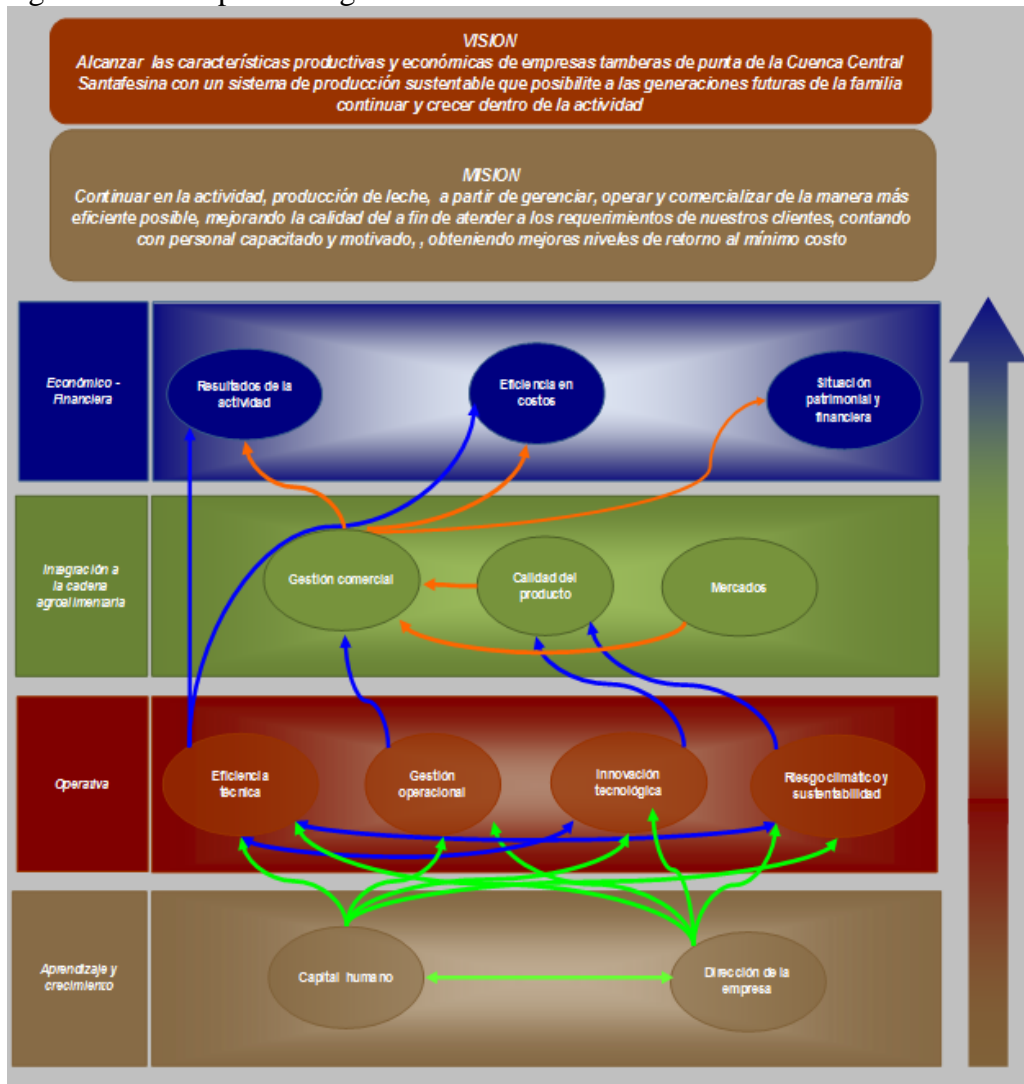 VISION
Alcanzar las características productivas y económicas de empresas tamberas de punta de la Cuenca Central
Santafesina con un sistema de producción sustentable que posibilite a las generaciones futuras de la familia
continuar y crecer dentro de la actividad
MISION
Continuar en la actividad, producción de leche, a partir de gerenciar, operar y comercializar de la manera más
eficiente posible, mejorando la calidad del a fin de atender a los requerimientos de nuestros clientes, contando
con personal capacitado y motivado, , obteniendo mejores niveles de retorno al mínimo costo
Económico -
Financiera
Resultados de la
actividad
Eficiencia en
costos
Situación
patrimonial y
financiera
Integración a
la cadena
agroalimentaria
Gestión comercial
Calidad del
producto
Mercados
Operativa
Eficiencia
técnica
Gestión
operacional
Innovación
tecnológica
Riesgo climático y
sustentabilidad
Aprendizaje y
crecimiento
Capital humano
Dirección de la
empresa